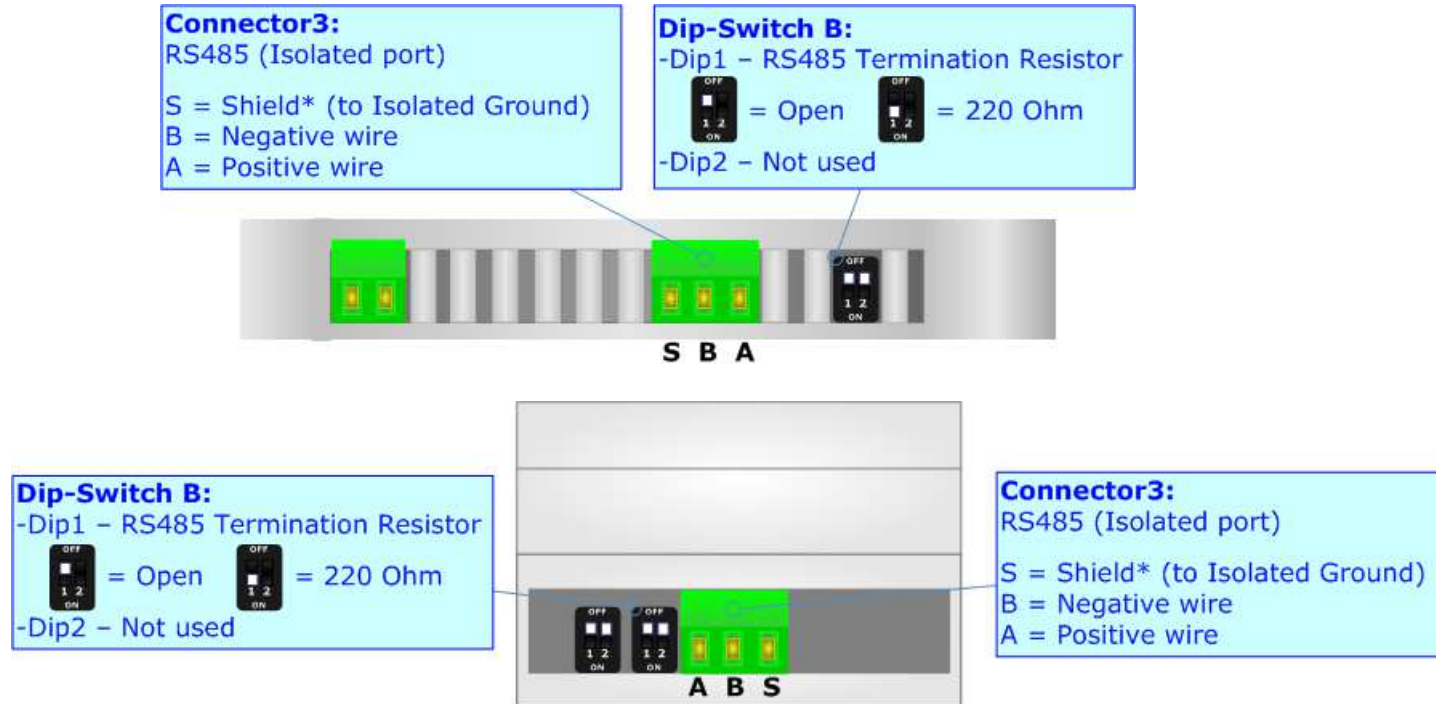 Connector3:
RS485 (Isolated port)
S = Shield* (to Isolated Ground)
B = Negative wire
A = Positive wire
Dip-Switch B:
-Dip1 – RS485 Termination Resistor
OFF
1 2
ON
= Open
OFF
1 2
ON
= 220 Ohm
-Dip2 – Not used
OFF
1 2
ON
S B A
Dip-Switch B:
-Dip1 – RS485 Termination Resistor
OFF
1 2
ON
= Open
OFF
1 2
ON
= 220 Ohm
-Dip2 – Not used
OFF
1 2
ON
OFF
1 2
ON
A B S
Connector3:
RS485 (Isolated port)
S = Shield* (to Isolated Ground)
B = Negative wire
A = Positive wire